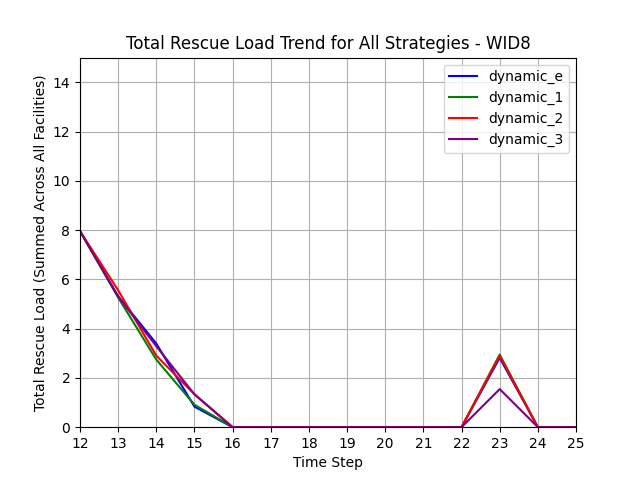 Total Rescue Load Trend for All Strategies - WID8
Total Rescue Load (Summed Across All Facilities)
14
12
10
8
6
4
2
0
dynamic_e
dynamic_1
dynamic_2
dynamic_3
12 13 14 15 16 17 18 19 20 21 22 23 24 25
Time Step